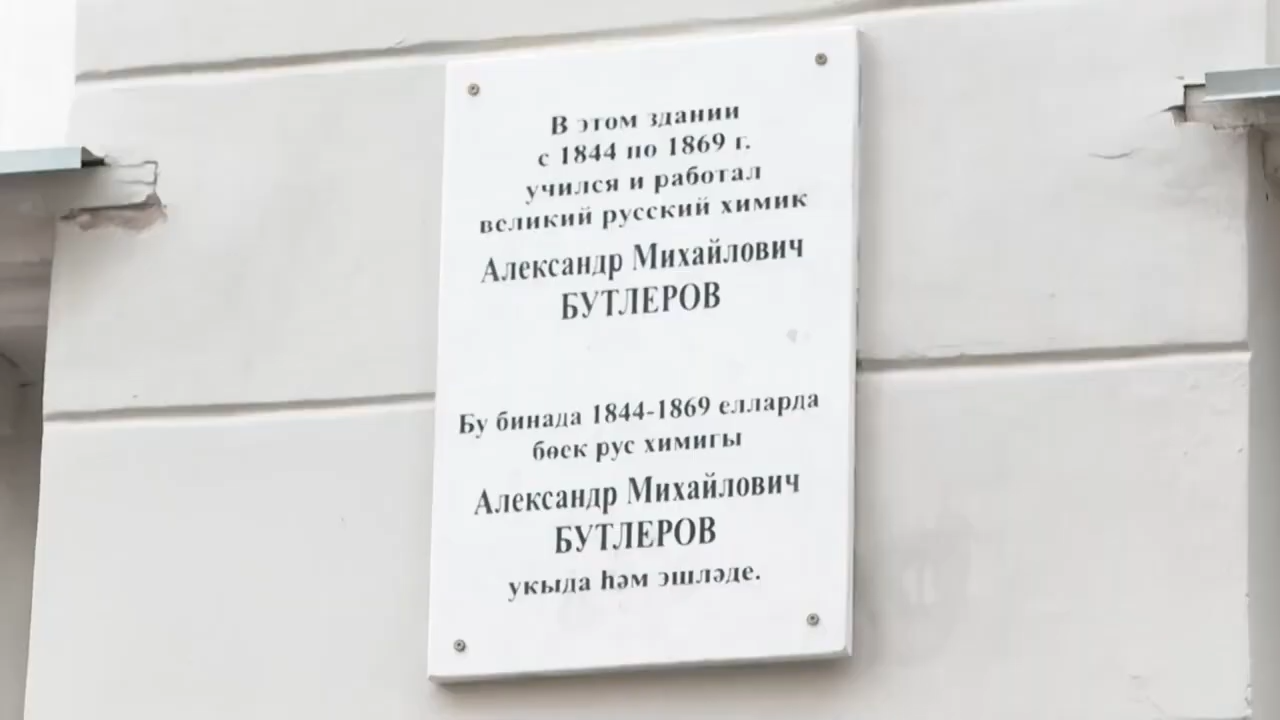 В этом здании
с 1844 по 1869 г.
учился и работал
великий русский химик
Александр Михайлович
БУТЛЕРОВ
Бу бинада 1844-1869 елларда
бөек рус химигы
Александр Михайлович
БУТЛЕРОВ
укыда һәм эшләде.